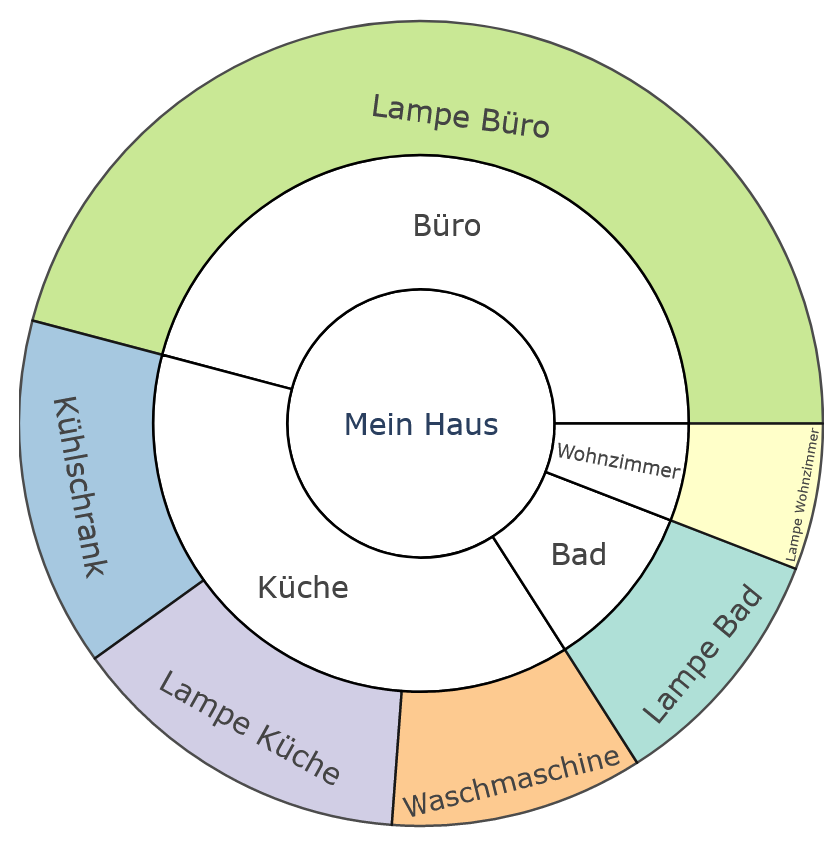 Lampe Büro
Büro
Mein Haus
Wohnzimmer
Lampe Wohnzimmer
Kühlschrank
Bad
Küche
Lampe Bad
Lampe Küche
Waschmaschine